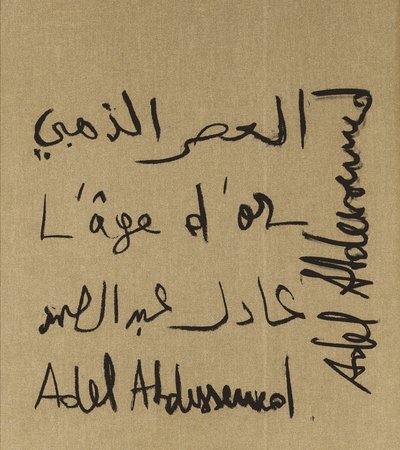 العصر الذهبي
L'âge d'or
عادل عبد الصمد
Adel Abdessemed
Adel Abdessemed